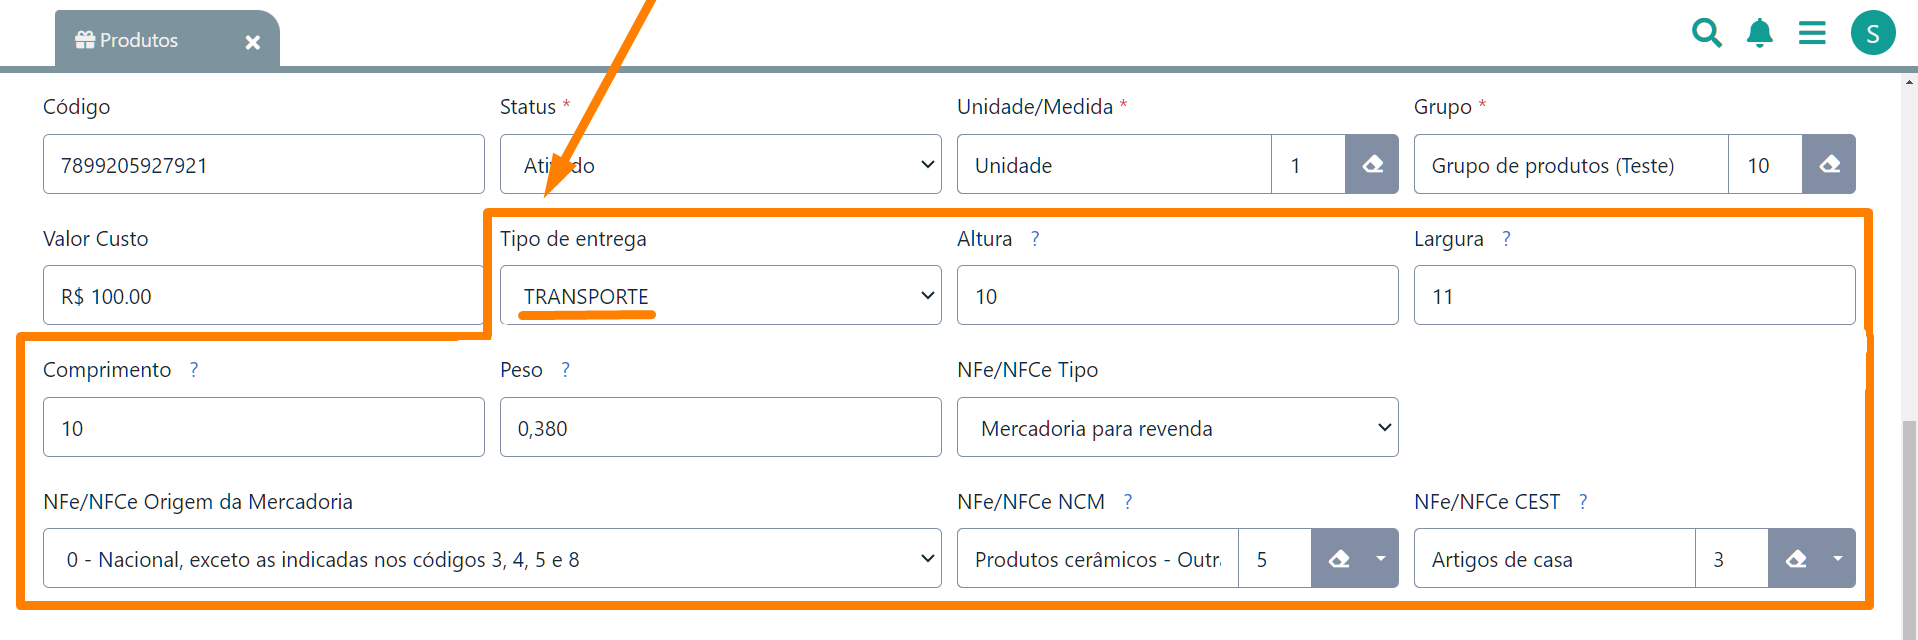 Produtos
S
Código
Status *
Unidade/Medida *
Grupo *
7899205927921
Ativado
Unidade
1
Grupo de produtos (Teste)
10
Valor Custo
Tipo de entrega
Altura ?
Largura ?
R$ 100.00
TRANSPORTE
10
11
Comprimento ?
Peso ?
NFe/NFCe Tipo
10
0,380
Mercadoria para revenda
NFe/NFCe Origem da Mercadoria
NFe/NFCe NCM ?
NFe/NFCe CEST ?
0 - Nacional, exceto as indicadas nos códigos 3, 4, 5 e 8
Produtos cerâmicos - Outr
5
Artigos de casa
3